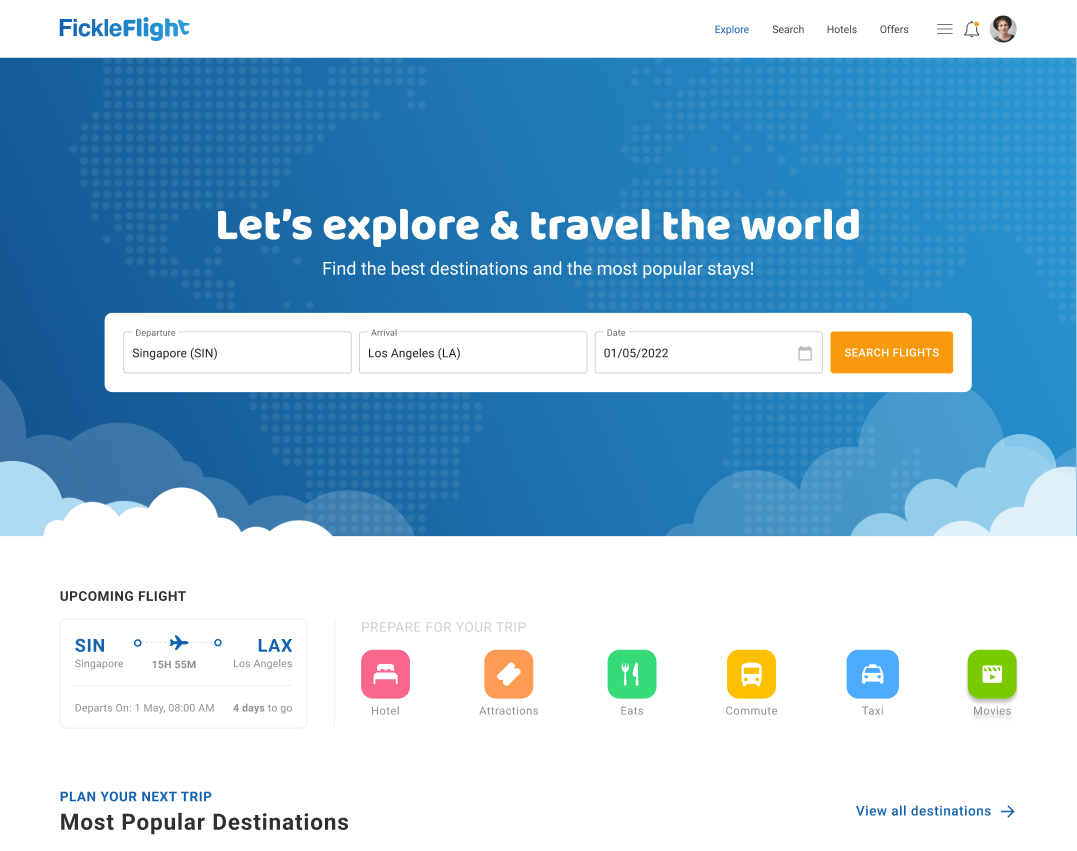 FickleFlight
Explore Search Hotels Offers
Let's explore & travel the world
Find the best destinations and the most popular stays!
Departure Arrival Date
Singapore (SIN) Los Angeles (LA) 01/05/2022 SEARCH FLIGHTS
UPCOMING FLIGHT
SIN LAX
Singapore 15H 55M Los Angeles
Departs On: 1 May, 08:00 AM 4 days to go
PREPARE FOR YOUR TRIP
Hotel Attractions Eats Commute Taxi Movies
PLAN YOUR NEXT TRIP
Most Popular Destinations
View all destinations